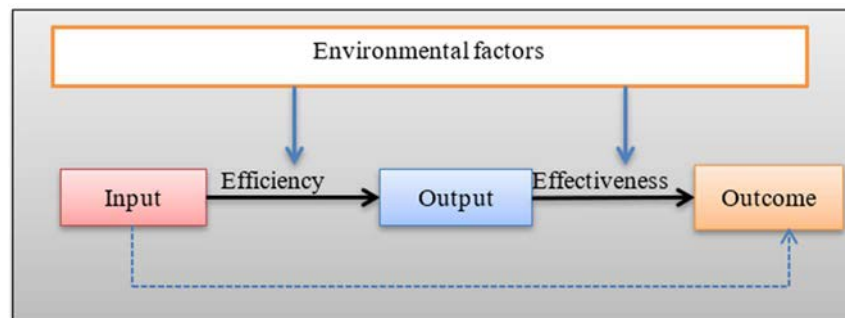 Environmental factors
Efficiency
Effectiveness
Input
Output
Outcome